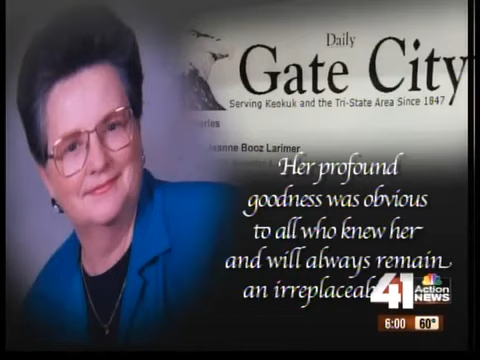 Daily
Gate City
Serving Keokuk and the Tri-State Area Since 1847
Jeanne Booz Larimer
Her profound
goodness was obvious
to all who knew her
and will always remain
an
41
Action
NEWS
6:00 60°